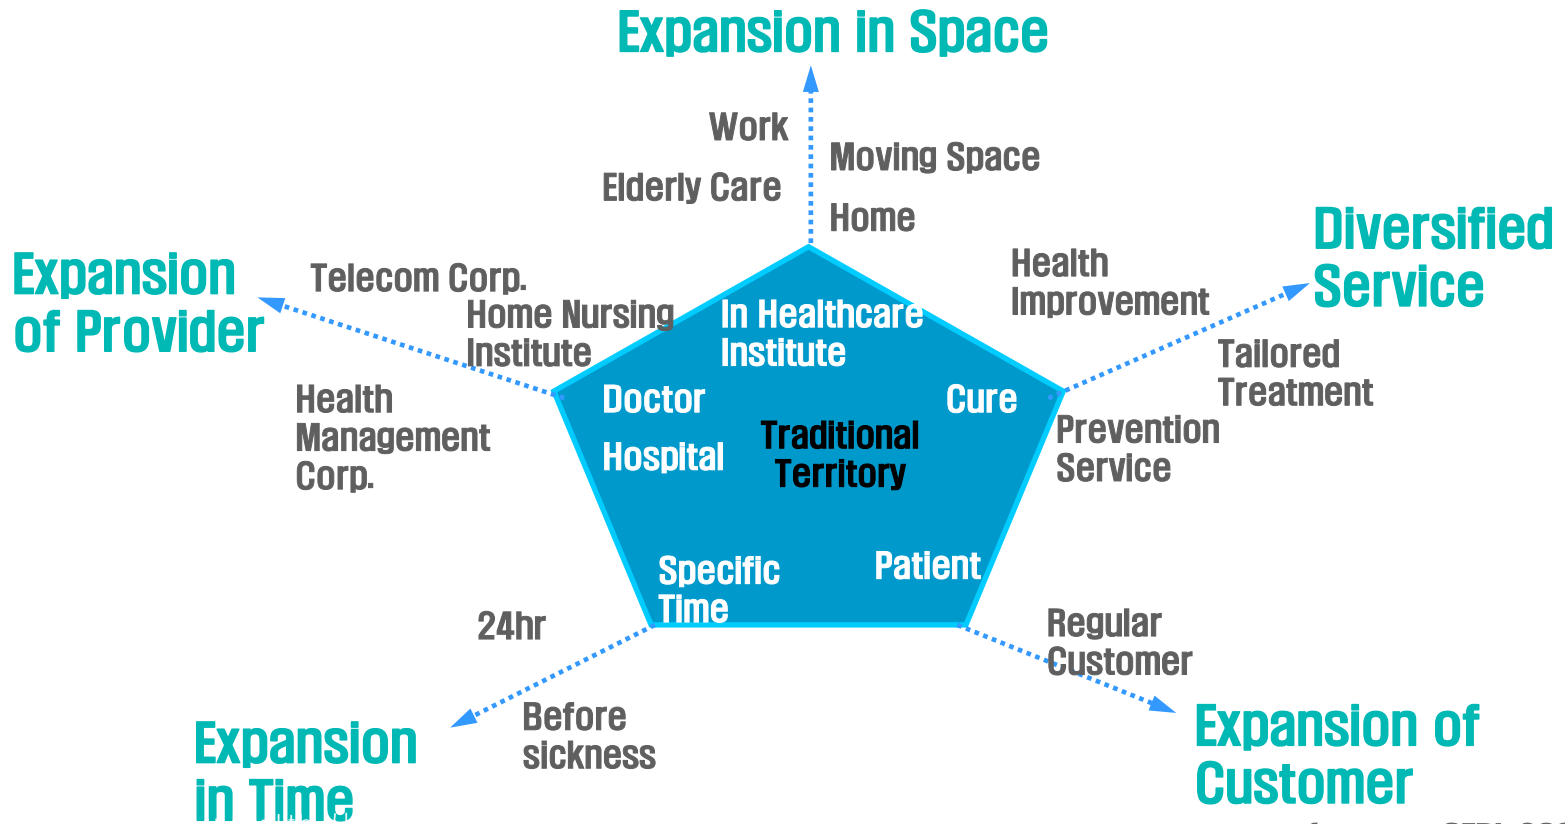 Expansion in Space
Work
Moving Space
Elderly Care
Home
Diversified
Service
Health
Improvement
Tailored
Treatment
Prevention
Service
Expansion
of Provider
Telecom Corp.
Home Nursing
Institute
Health
Management
Corp.
In Healthcare
Institute
Doctor
Cure
Hospital
Traditional
Territory
Specific
Time
Patient
24hr
Before
sickness
Expansion
in Time
Regular
Customer
Expansion of
Customer